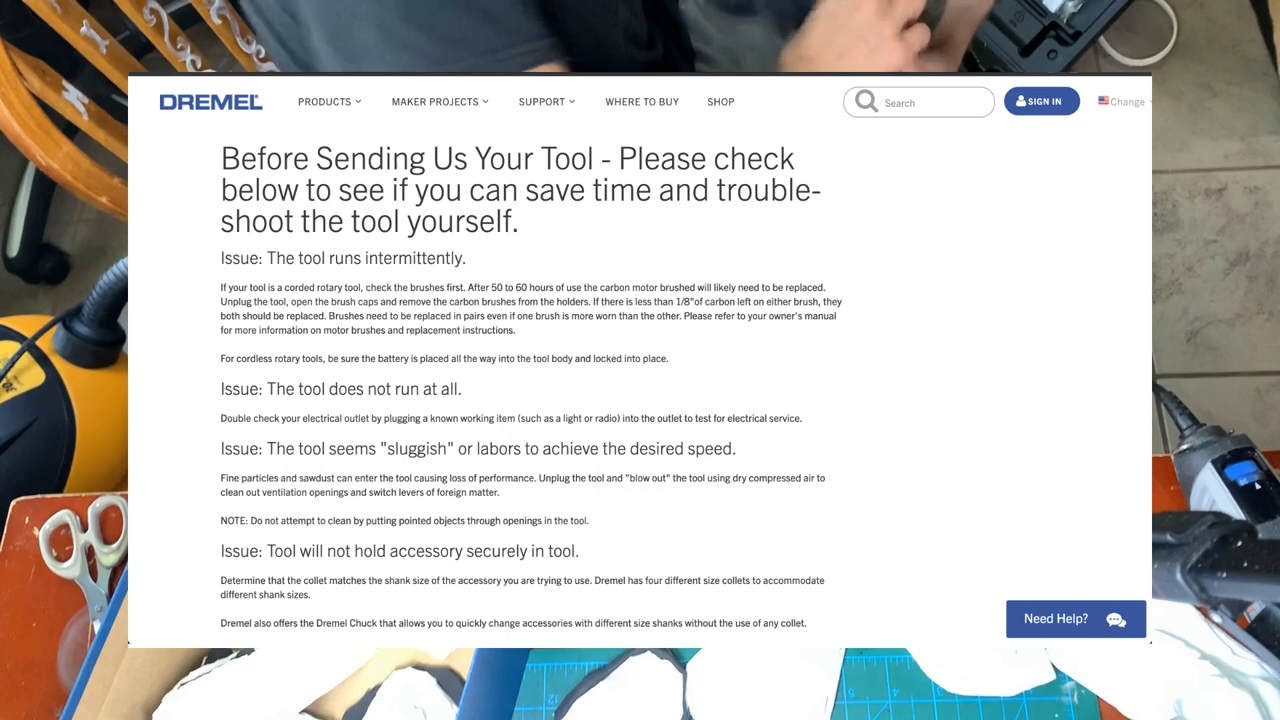 DREMEL
PRODUCTS
MAKER PROJECTS
SUPPORT
WHERE TO BUY
SHOP
Search
SIGN IN
Change
Before Sending Us Your Tool - Please check
below to see if you can save time and trouble-
shoot the tool yourself.
Issue: The tool runs intermittently.
If your tool is a corded rotary tool, check the brushes first. After 50 to 60 hours of use the carbon motor brushed will likely need to be replaced.
Unplug the tool, open the brush caps and remove the carbon brushes from the holders. If there is less than 1/8"of carbon left on either brush, they
both should be replaced. Brushes need to be replaced in pairs even if one brush is more worn than the other. Please refer to your owner's manual
for more information on motor brushes and replacement instructions.
For cordless rotary tools, be sure the battery is placed all the way into the tool body and locked into place.
Issue: The tool does not run at all.
Double check your electrical outlet by plugging a known working item (such as a light or radio) into the outlet to test for electrical service.
Issue: The tool seems "sluggish" or labors to achieve the desired speed.
Fine particles and sawdust can enter the tool causing loss of performance. Unplug the tool and "blow out" the tool using dry compressed air to
clean out ventilation openings and switch levers of foreign matter.
NOTE: Do not attempt to clean by putting pointed objects through openings in the tool.
Issue: Tool will not hold accessory securely in tool.
Determine that the collet matches the shank size of the accessory you are trying to use. Dremel has four different size collets to accommodate
different shank sizes.
Dremel also offers the Dremel Chuck that allows you to quickly change accessories with different size shanks without the use of any collet.
Need Help?
12
5
4